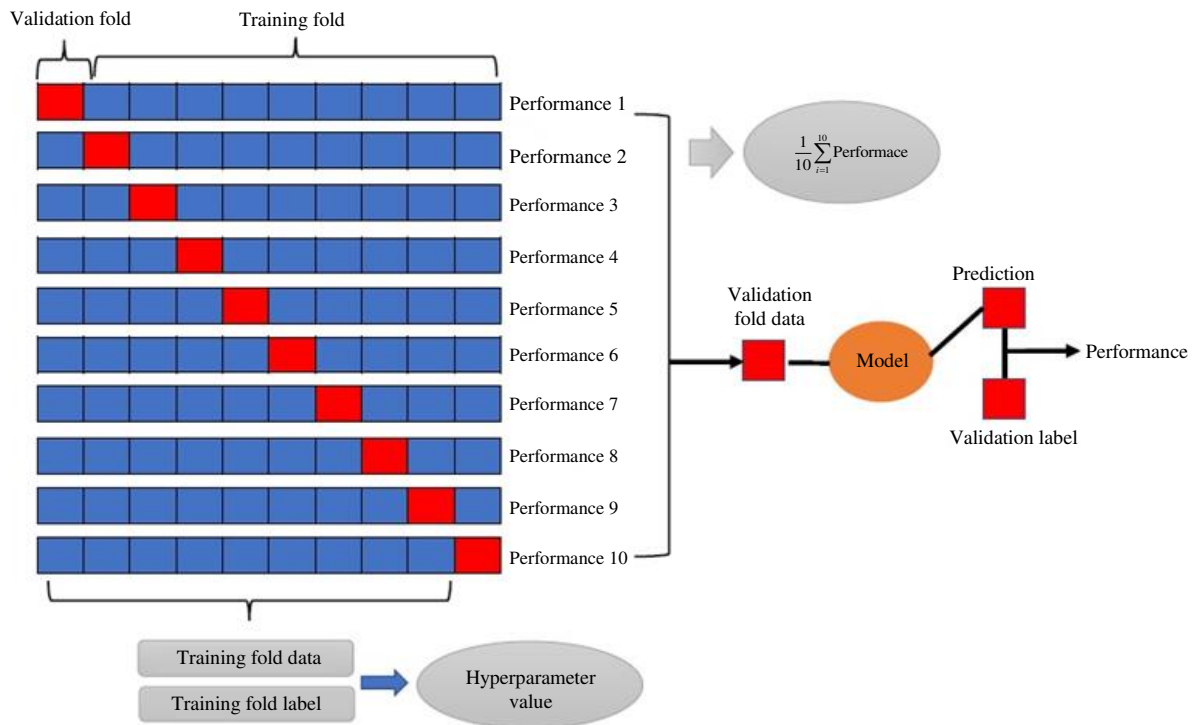 Validation fold
Training fold
Performance 1
Performance 2
Performance 3
Performance 4
Performance 5
Performance 6
Performance 7
Performance 8
Performance 9
Performance 10
1/10 ∑ i=1 10 Performace
Validation
fold data
Model
Prediction
Performance
Validation label
Training fold data
Training fold label
Hyperparameter
value